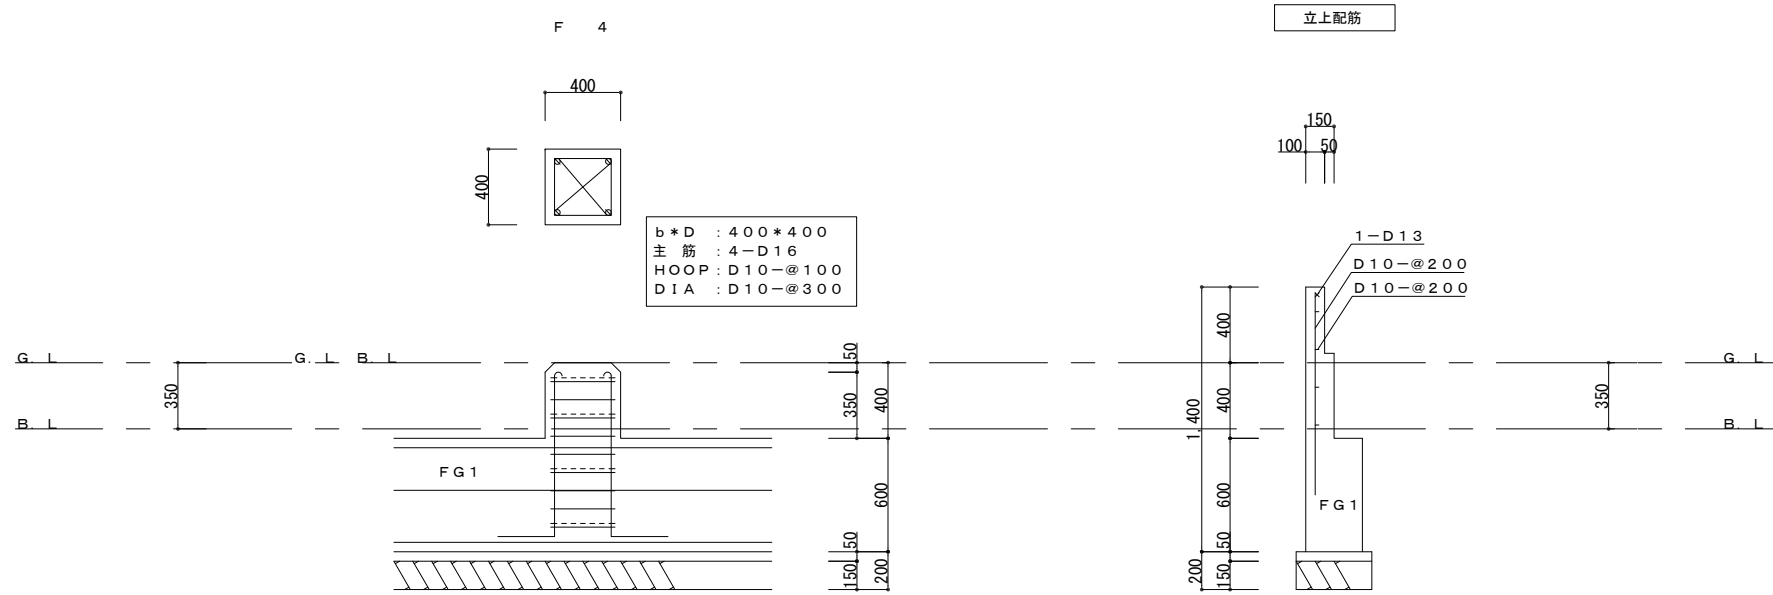 F 4
立上配筋
400
400
b*D :400*400
主 筋 :4-D16
HOOP:D10-@100
DIA :D10-@300
150
100 50
1-D13
D10-@200
D10-@200
G.L
G.L B.L
G.L
B.L
B.L
350
50
350
400
600
50
150
200
FG1
400
400
1,400
600
50
150
200
350
FG1